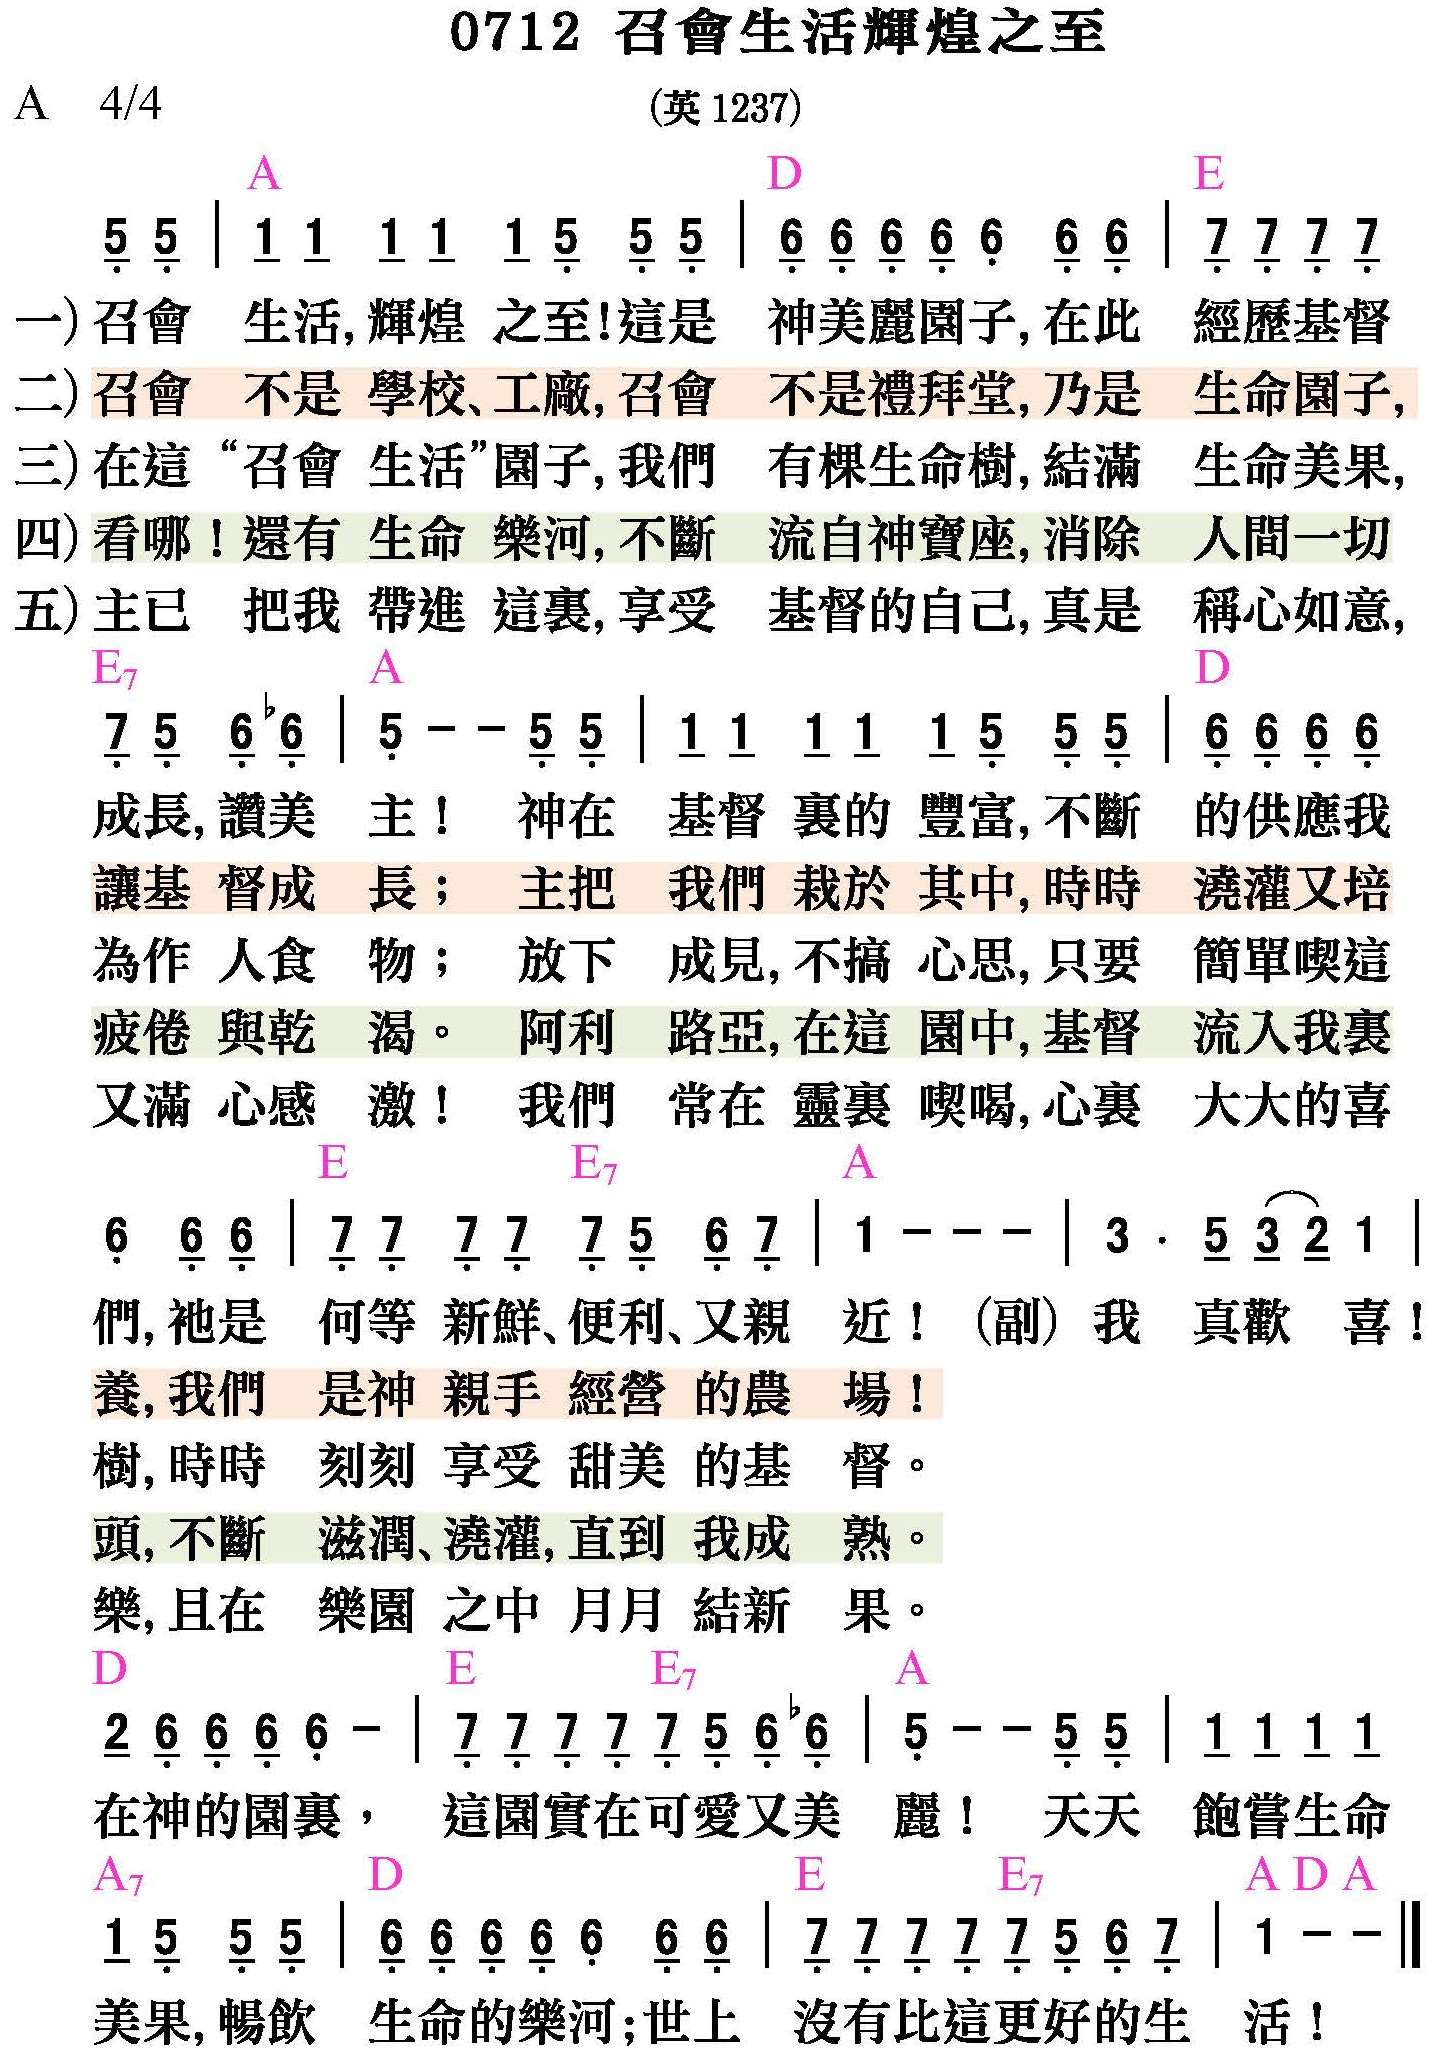 0712 召會生活輝煌之至
A 4/4 (英 1237)
A D E
5 5 | 1 1 1 1 1 5 5 5 | 6 6 6 6 6 6 6 | 7 7 7 7
一) 召會 生活, 輝煌 之至! 這是 神美麗園子, 在此 經歷基督
二) 召會 不是 學校、工廠, 召會 不是禮拜堂, 乃是 生命園子,
三) 在這 “召會 生活”園子, 我們 有棵生命樹, 結滿 生命美果,
四) 看哪! 還有 生命 樂河, 不斷 流自神寶座, 消除 人間一切
五) 主已 把我 帶進 這裏, 享受 基督的自己, 真是 稱心如意,
E7 A D
7 5 6 ♭6 | 5 – – 5 5 | 1 1 1 1 1 5 5 5 | 6 6 6 6
成長, 讚美 主! 神在 基督 裏的 豐富, 不斷 的供應我
讓基 督成 長; 主把 我們 栽於 其中, 時時 澆灌又培
為作 人食 物; 放下 成見, 不搞 心思, 只要 簡單喫這
疲倦 與乾 渴。 阿利 路亞, 在這 園中, 基督 流入我裏
又滿 心感 激! 我們 常在 靈裏 喫喝, 心裏 大大的喜
E E7 A
6 6 6 | 7 7 7 7 7 5 6 7 | 1 – – – | 3 . 5 3 2 1 |
們, 祂是 何等 新鮮、便利、又親 近! (副) 我 真歡 喜!
養, 我們 是神 親手 經營 的農 場!
樹, 時時 刻刻 享受 甜美 的基 督。
頭, 不斷 滋潤、澆灌, 直到 我成 熟。
樂, 且在 樂園 之中 月月 結新 果。
D E E7 A
2 6 6 6 6 – | 7 7 7 7 7 5 6 ♭6 | 5 – – 5 5 | 1 1 1 1
在神的園裏, 這園實在可愛又美 麗! 天天 飽嘗生命
A7 D E E7 A D A
1 5 5 5 | 6 6 6 6 6 6 6 | 7 7 7 7 7 5 6 7 | 1 – – ‖
美果, 暢飲 生命的樂河; 世上 沒有比這更好的生 活!